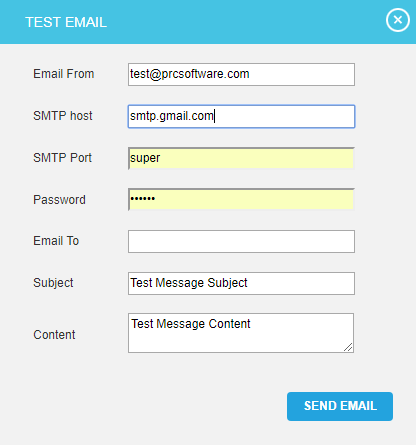 TEST EMAIL
Email From test@prcsoftware.com
SMTP host smtp.gmail.com
SMTP Port super
Password ••••••
Email To
Subject Test Message Subject
Content Test Message Content
SEND EMAIL